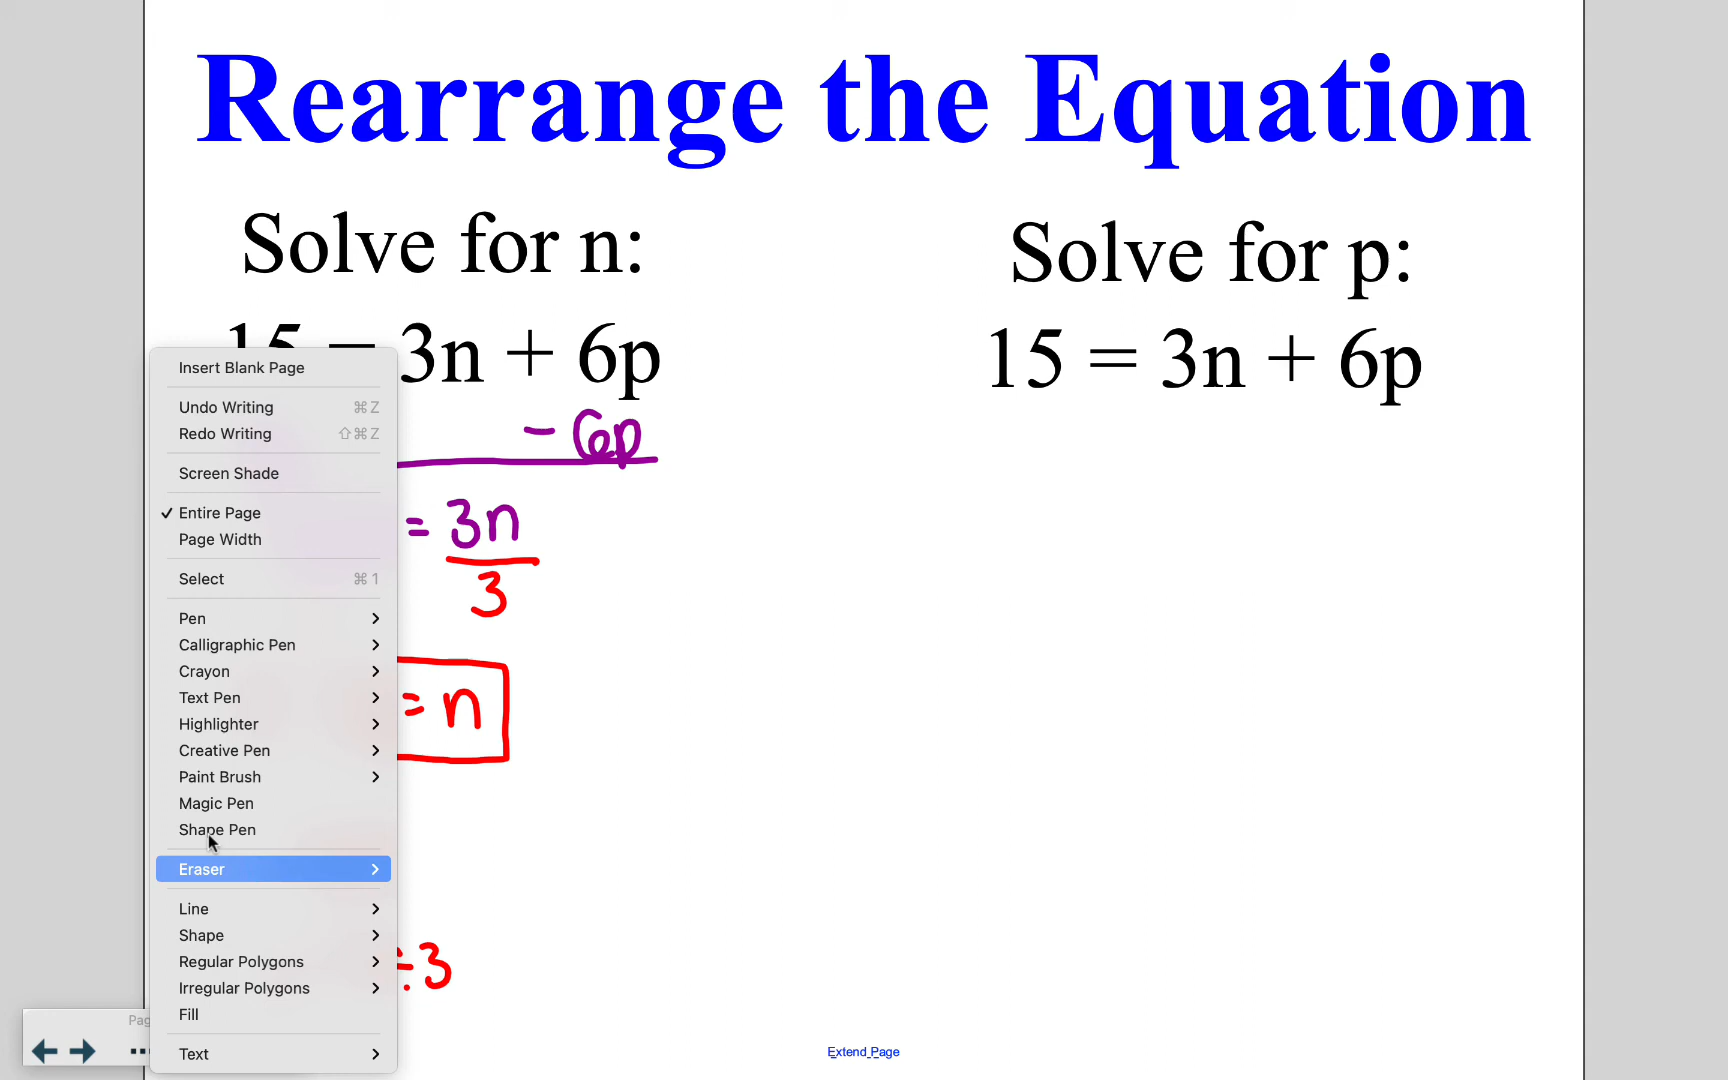 Rearrange the Equation
Solve for n:
15 = 3n + 6p
- 6p
= 3n
3
= n
÷3
Solve for p:
15 = 3n + 6p
Insert Blank Page
Undo Writing ⌘Z
Redo Writing ⇧⌘Z
Screen Shade
✓ Entire Page
Page Width
Select ⌘1
Pen
Calligraphic Pen
Crayon
Text Pen
Highlighter
Creative Pen
Paint Brush
Magic Pen
Shape Pen
Eraser
Line
Shape
Regular Polygons
Irregular Polygons
Fill
Text
Extend Page